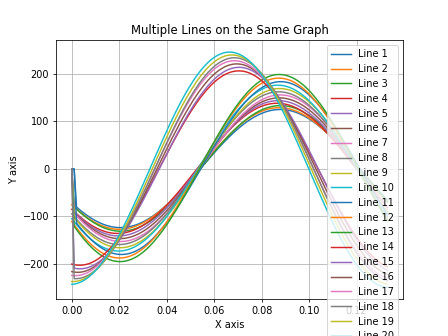 Multiple Lines on the Same Graph
Y axis
200
100
0
−100
−200
0.00
0.02
0.04
0.06
0.08
0.10
X axis
Line 1
Line 2
Line 3
Line 4
Line 5
Line 6
Line 7
Line 8
Line 9
Line 10
Line 11
Line 12
Line 13
Line 14
Line 15
Line 16
Line 17
Line 18
Line 19
Line 20